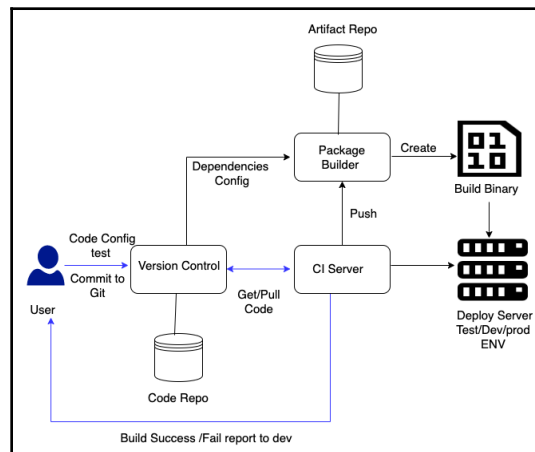 Artifact Repo
Package
Builder
Create
01
10
Build Binary
Dependencies
Config
Push
Code Config
test
Commit to
Git
User
Version Control
Get/Pull
Code
CI Server
Deploy Server
Test/Dev/prod
ENV
Code Repo
Build Success /Fail report to dev